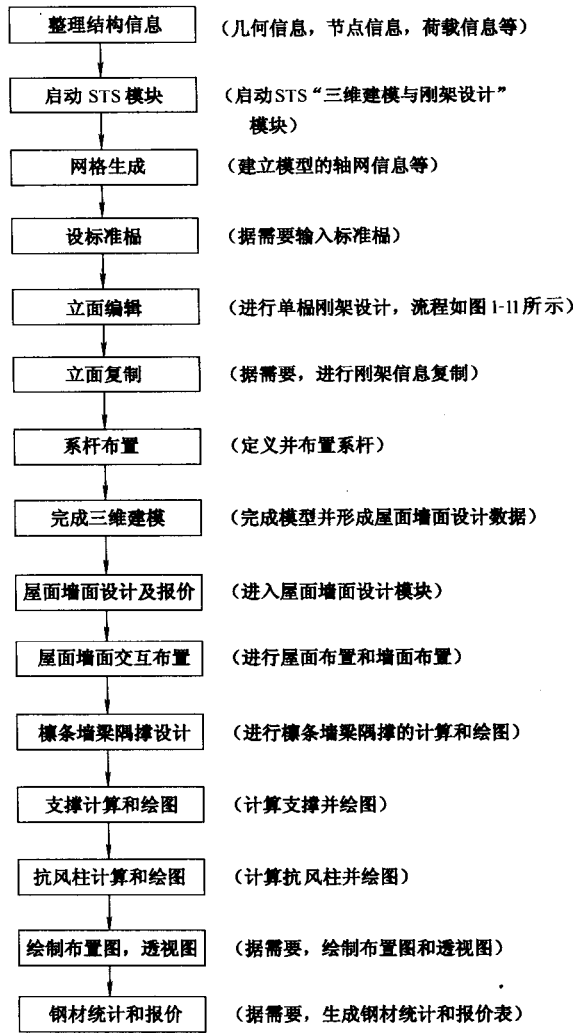 整理结构信息 (几何信息，节点信息，荷载信息等)
启动 STS 模块 (启动STS“三维建模与刚架设计”
模块)
网格生成 (建立模型的轴网信息等)
设标准榀 (据需要输入标准榀)
立面编辑 (进行单榀刚架设计，流程如图 1-11 所示)
立面复制 (据需要，进行刚架信息复制)
系杆布置 (定义并布置系杆)
完成三维建模 (完成模型并形成屋面墙面设计数据)
屋面墙面设计及报价 (进入屋面墙面设计模块)
屋面墙面交互布置 (进行屋面布置和墙面布置)
檩条墙梁隅撑设计 (进行檩条墙梁隅撑的计算和绘图)
支撑计算和绘图 (计算支撑并绘图)
抗风柱计算和绘图 (计算抗风柱并绘图)
绘制布置图，透视图 (据需要，绘制布置图和透视图)
钢材统计和报价 (据需要，生成钢材统计和报价表)